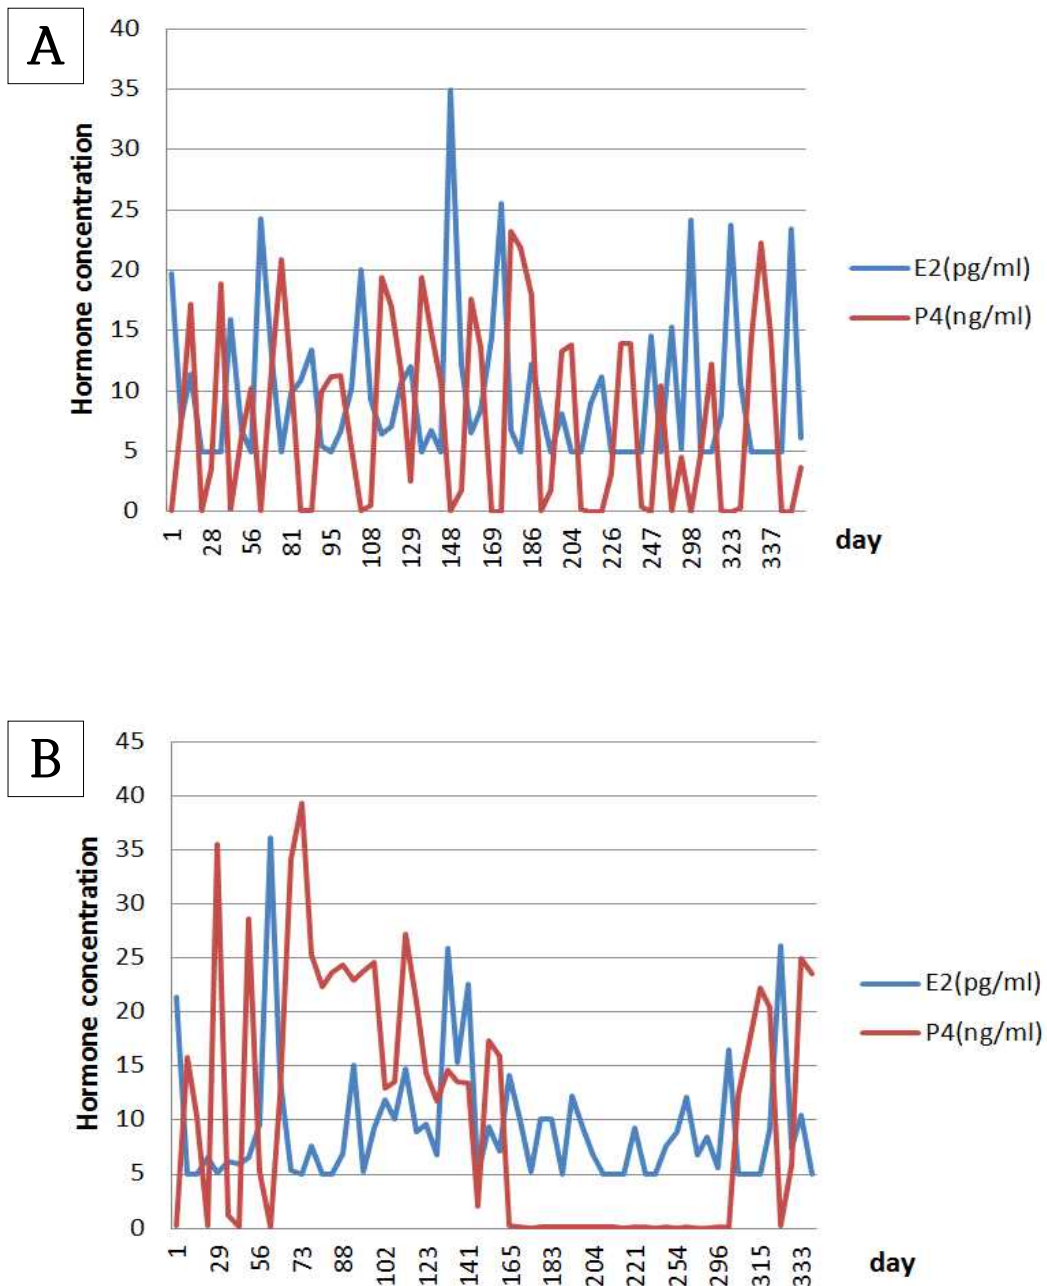 A
Hormone concentration
40
35
30
25
20
15
10
5
0
1 28 56 81 95 108 129 148 169 186 204 226 247 298 323 337
day
E2(pg/ml)
P4(ng/ml)
B
Hormone concentration
45
40
35
30
25
20
15
10
5
0
1 29 56 73 88 102 123 141 165 183 204 221 254 296 315 333
day
E2(pg/ml)
P4(ng/ml)